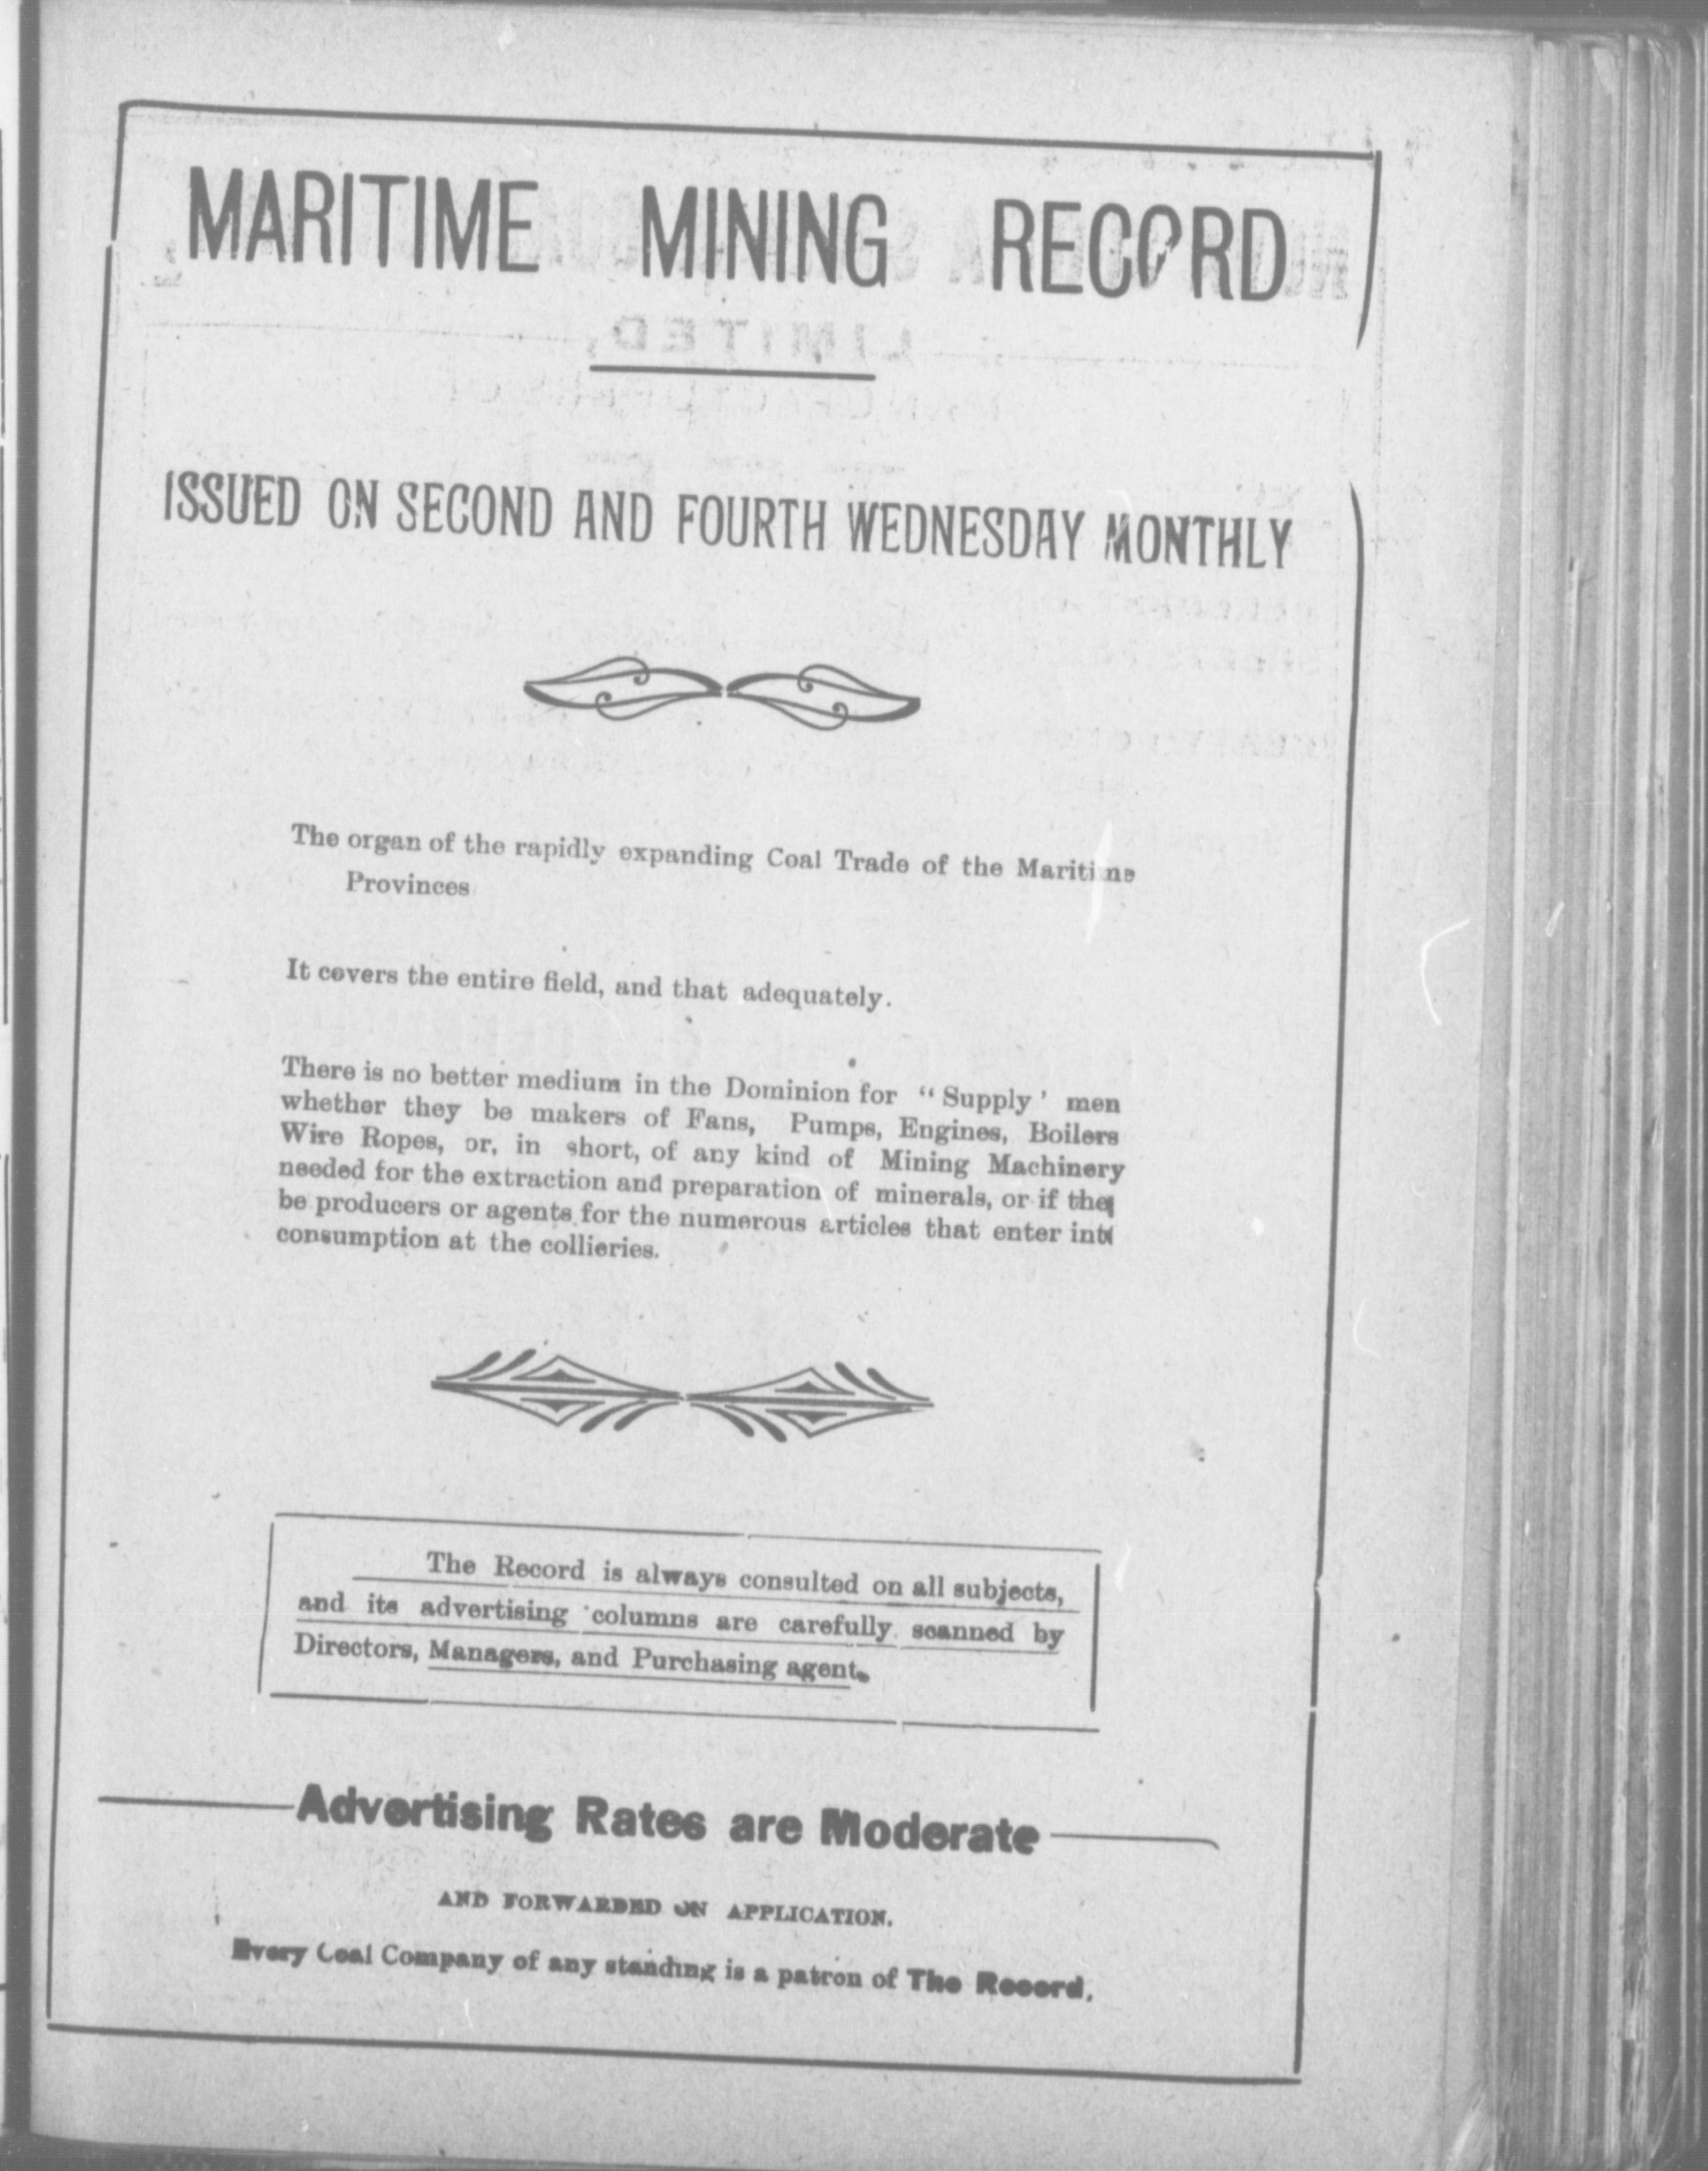 MARITIME MINING RECORD
ISSUED ON SECOND AND FOURTH WEDNESDAY MONTHLY
The organ of the rapidly expanding Coal Trade of the Maritime
Provinces
It covers the entire field, and that adequately.
There is no better medium in the Dominion for " Supply ' men
whether they be makers of Fans, Pumps, Engines, Boilers
Wire Ropes, or, in short, of any kind of Mining Machinery
needed for the extraction and preparation of minerals, or if they
be producers or agents for the numerous articles that enter into
consumption at the collieries.
The Record is always consulted on all subjects,
and its advertising columns are carefully scanned by
Directors, Managers, and Purchasing agent.
Advertising Rates are Moderate
AND FORWARDED ON APPLICATION.
Every Coal Company of any standing is a patron of The Record.